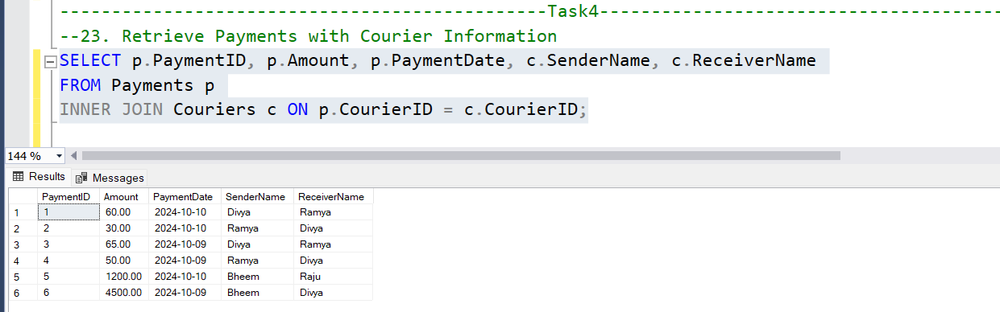 -----------------------------------------------Task4---------------------------------------
--23. Retrieve Payments with Courier Information
SELECT p.PaymentID, p.Amount, p.PaymentDate, c.SenderName, c.ReceiverName
FROM Payments p
INNER JOIN Couriers c ON p.CourierID = c.CourierID;
144 %
Results Messages
PaymentID Amount PaymentDate SenderName ReceiverName
1 1 60.00 2024-10-10 Divya Ramya
2 2 30.00 2024-10-10 Ramya Divya
3 3 65.00 2024-10-09 Divya Ramya
4 4 50.00 2024-10-09 Ramya Divya
5 5 1200.00 2024-10-10 Bheem Raju
6 6 4500.00 2024-10-09 Bheem Divya